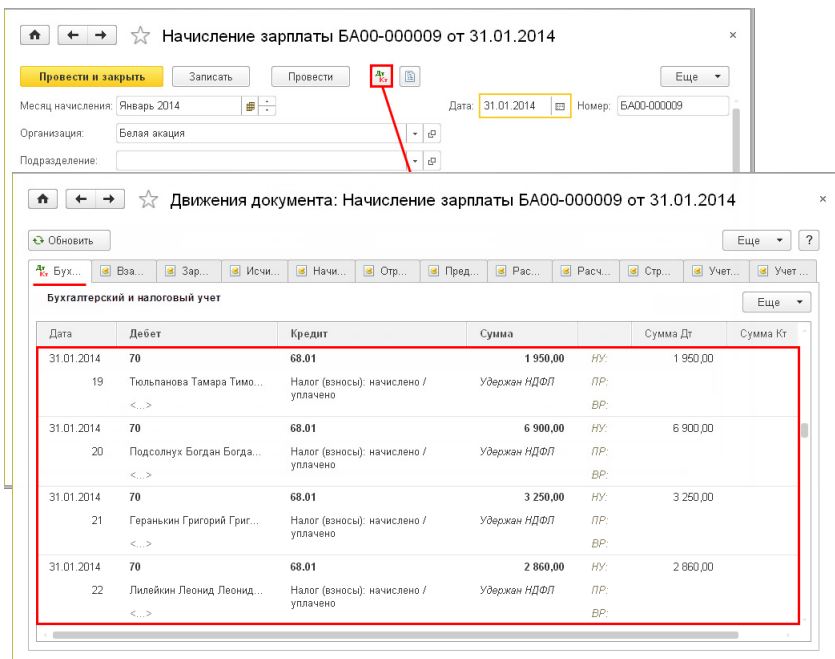 Начисление зарплаты БА00-000009 от 31.01.2014
Провести и закрыть Записать Провести Дт Кт Еще
Месяц начисления: Январь 2014 Дата: 31.01.2014 Номер: БА00-000009
Организация: Белая акация
Подразделение:
Движения документа: Начисление зарплаты БА00-000009 от 31.01.2014
Обновить Еще ?
Дт Кт Бух... Вза... Зар... Исчи... Начи... Отр... Пред... Рас... Расч... Стр... Учет... Учет ...
Бухгалтерский и налоговый учет
Еще
Дата Дебет Кредит Сумма Сумма Дт Сумма Кт
31.01.2014 70 68.01 1 950,00 НУ: 1 950,00
19 Тюльпанова Тамара Тимо... Налог (взносы): начислено / Удержан НДФЛ ПР:
уплачено
<...> ВР:
31.01.2014 70 68.01 6 900,00 НУ: 6 900,00
20 Подсолнух Богдан Богда... Налог (взносы): начислено / Удержан НДФЛ ПР:
уплачено
<...> ВР:
31.01.2014 70 68.01 3 250,00 НУ: 3 250,00
21 Геранькин Григорий Григ... Налог (взносы): начислено / Удержан НДФЛ ПР:
уплачено
<...> ВР:
31.01.2014 70 68.01 2 860,00 НУ: 2 860,00
22 Лилейкин Леонид Леонид... Налог (взносы): начислено / Удержан НДФЛ ПР:
уплачено
<...> ВР: